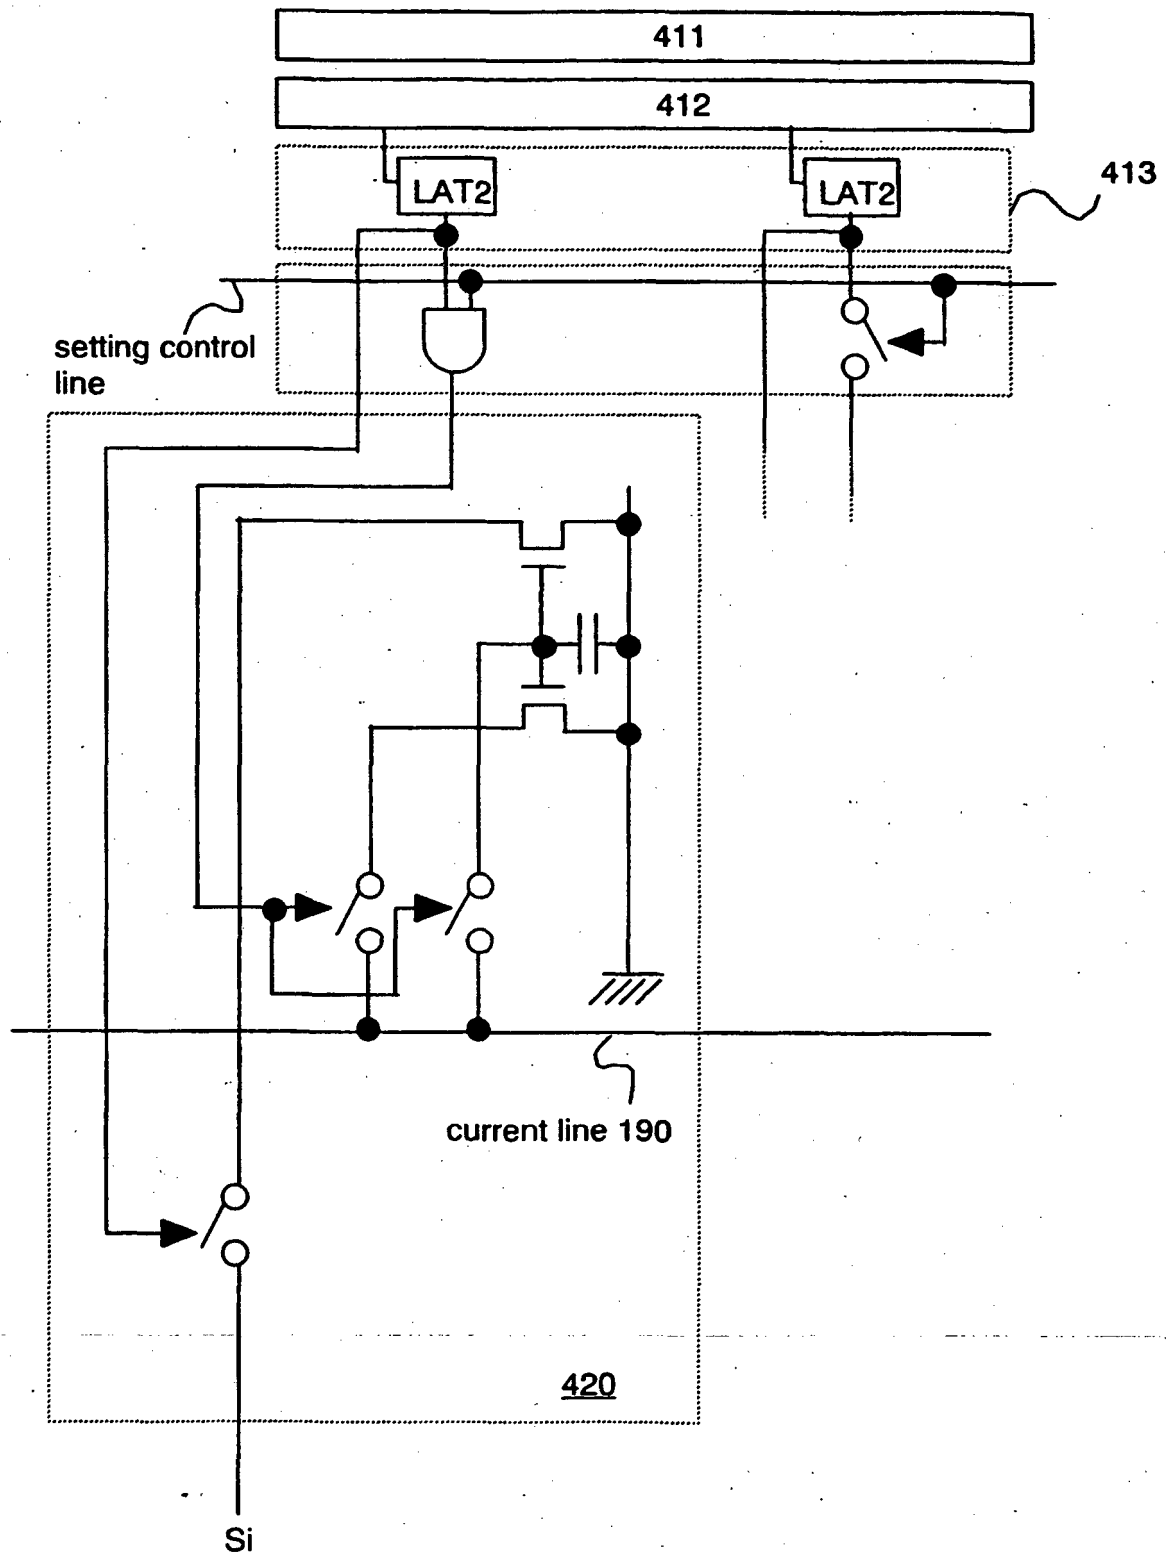 411
412
LAT2
LAT2
413
setting control
line
current line 190
420
Si